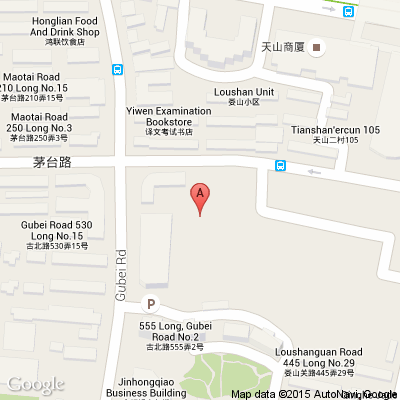 Honglian Food
And Drink Shop
鸿联饮食店
天山商厦
Maotai Road
210 Long No.15
茅台路210弄15号
Loushan Unit
娄山小区
Yiwen Examination
Bookstore
译文考试书店
Maotai Road
250 Long No.3
茅台路250弄3号
Tianshan'ercun 105
天山二村105
茅台路
A
Gubei Road 530
Long No.15
古北路530弄15号
Gubei Rd
P
555 Long, Gubei
Road No.2
古北路555弄2号
Loushanguan Road
445 Long No.29
娄山关路445弄29号
Jinhongqiao
Business Building
Google
©2015 AutoNavi, Google